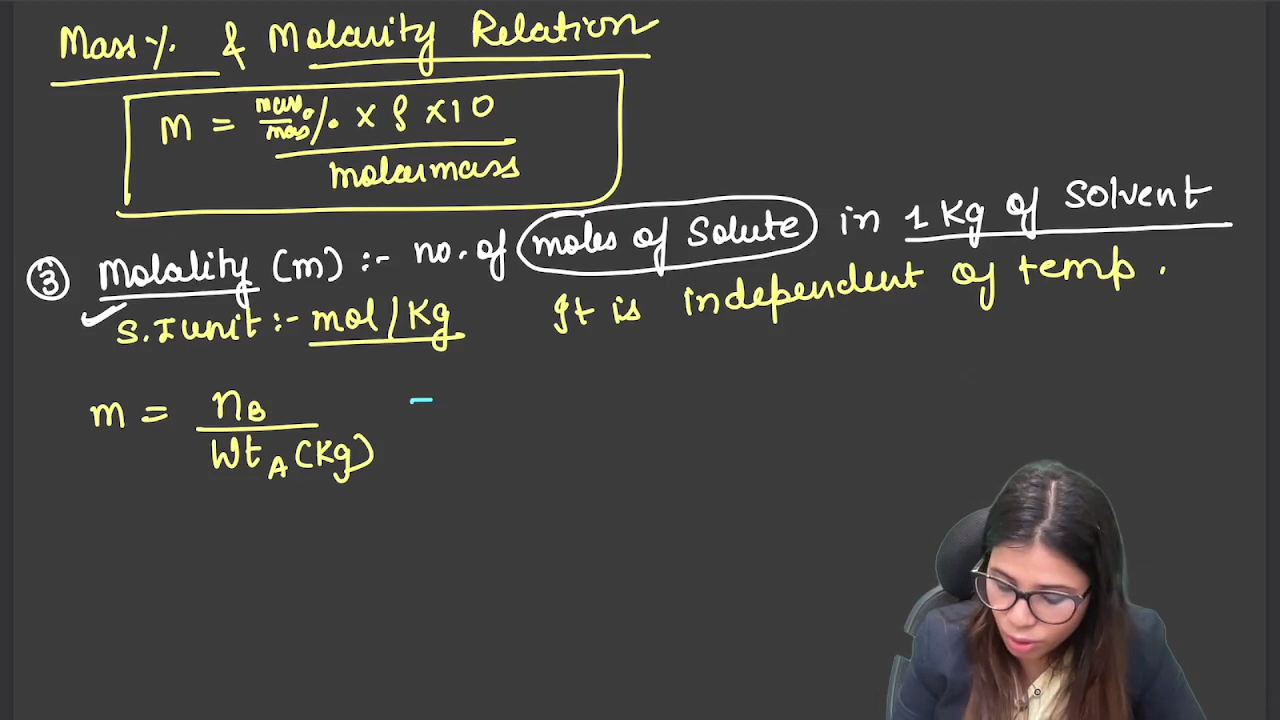 Mass % & Molarity Relation
M = mass/mass % × ρ × 10 / molar mass
③ Molality (m) :- no. of moles of Solute in 1 Kg of Solvent
S.I unit :- mol/Kg It is independent of temp.
m = nB / WtA (Kg)